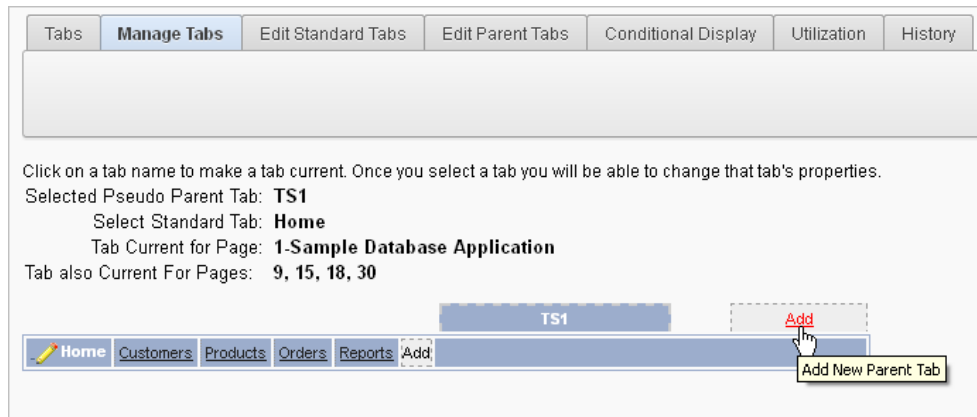 Tabs Manage Tabs Edit Standard Tabs Edit Parent Tabs Conditional Display Utilization History
Click on a tab name to make a tab current. Once you select a tab you will be able to change that tab's properties.
Selected Pseudo Parent Tab: TS1
Select Standard Tab: Home
Tab Current for Page: 1-Sample Database Application
Tab also Current For Pages: 9, 15, 18, 30
TS1 Add
Home Customers Products Orders Reports Add
Add New Parent Tab